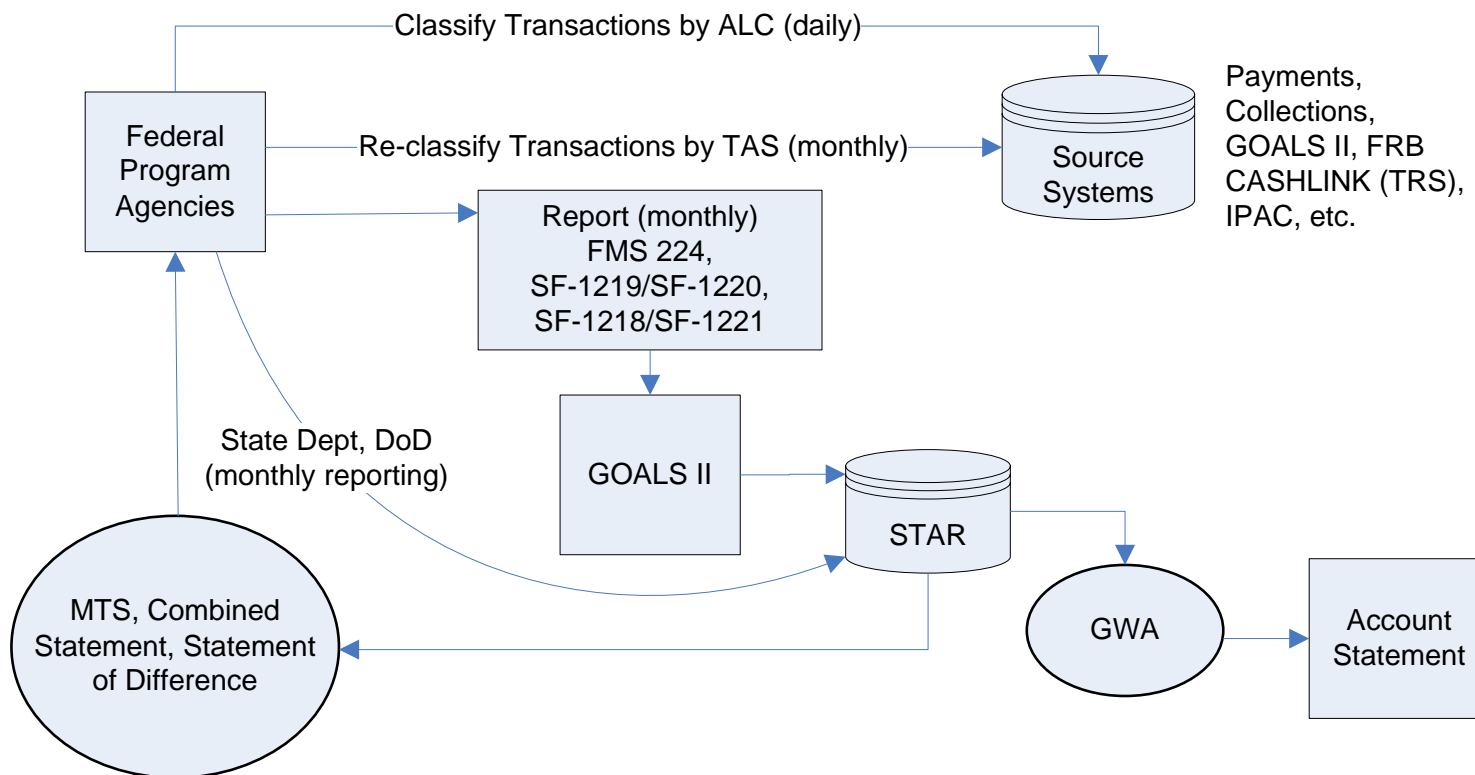 Classify Transactions by ALC (daily)
Federal
Program
Agencies
Re-classify Transactions by TAS (monthly)
Source
Systems
Payments,
Collections,
GOALS II, FRB
CASHLINK (TRS),
IPAC, etc.
Report (monthly)
FMS 224,
SF-1219/SF-1220,
SF-1218/SF-1221
State Dept, DoD
(monthly reporting)
GOALS II
STAR
MTS, Combined
Statement, Statement
of Difference
GWA
Account
Statement